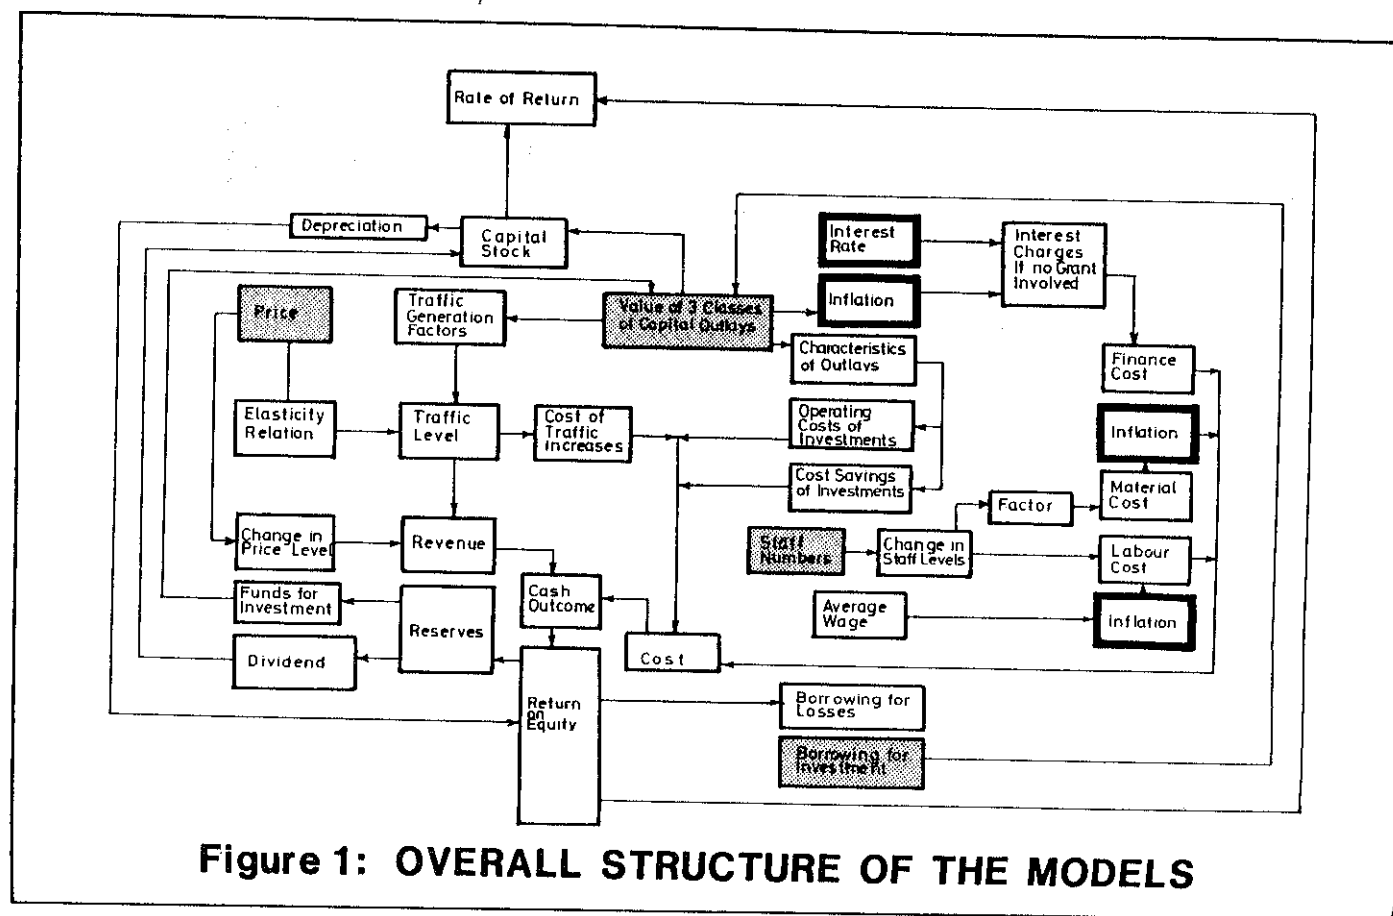 Rate of Return
Depreciation
Capital
Stock
Interest
Rate
Interest
Charges
If no Grant
Involved
Price
Traffic
Generation
Factors
Value of 3 Classes
of Capital Outlays
Inflation
Characteristics
of Outlays
Finance
Cost
Elasticity
Relation
Traffic
Level
Cost of
Traffic
Increases
Operating
Costs of
Investments
Inflation
Cost Savings
of Investments
Factor
Material
Cost
Change in
Price Level
Revenue
Staff
Numbers
Change in
Staff Levels
Labour
Cost
Funds for
Investment
Reserves
Cash
Outcome
Average
Wage
Inflation
Dividend
Cost
Return
on
Equity
Borrowing for
Losses
Borrowing for
Investment
Figure 1: OVERALL STRUCTURE OF THE MODELS